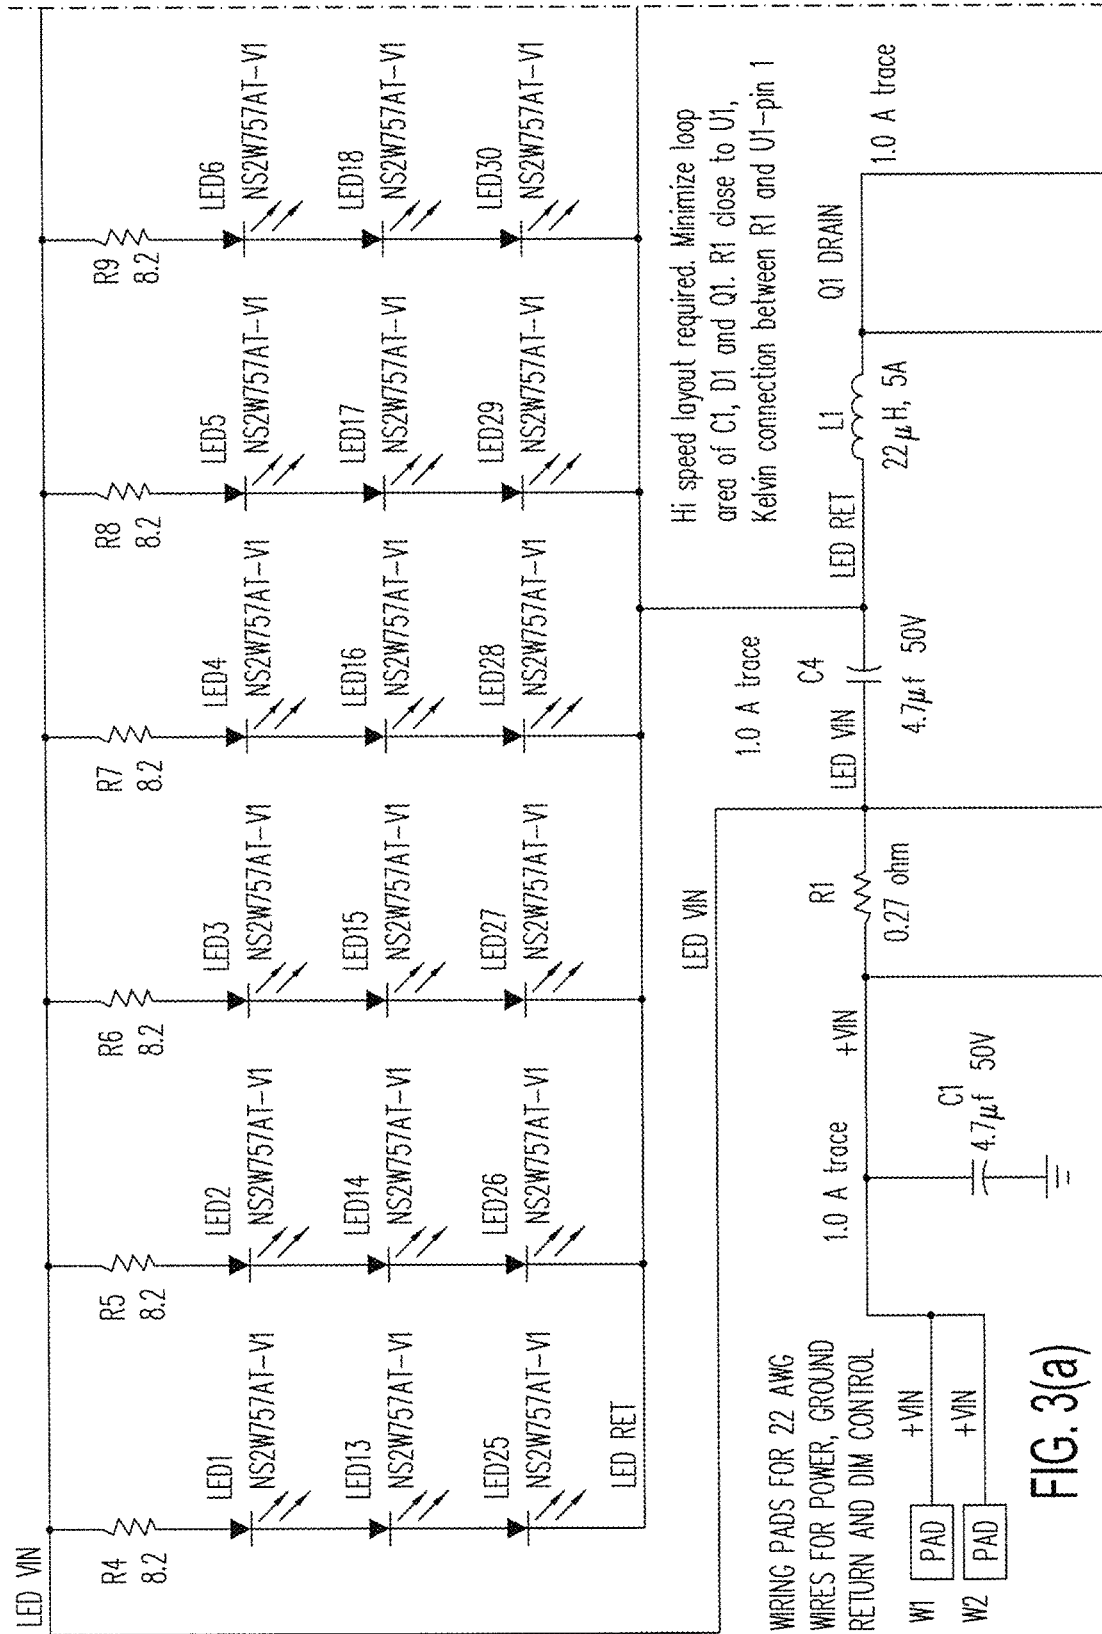 LED VIN
R4
8.2
LED1
NS2W757AT-V1
LED13
NS2W757AT-V1
LED25
NS2W757AT-V1
LED RET
R5
8.2
LED2
NS2W757AT-V1
LED14
NS2W757AT-V1
LED26
NS2W757AT-V1
R6
8.2
LED3
NS2W757AT-V1
LED15
NS2W757AT-V1
LED27
NS2W757AT-V1
R7
8.2
LED4
NS2W757AT-V1
LED16
NS2W757AT-V1
LED28
NS2W757AT-V1
R8
8.2
LED5
NS2W757AT-V1
LED17
NS2W757AT-V1
LED29
NS2W757AT-V1
R9
8.2
LED6
NS2W757AT-V1
LED18
NS2W757AT-V1
LED30
NS2W757AT-V1
Hi speed layout required. Minimize loop
area of C1, D1 and Q1. R1 close to U1,
Kelvin connection between R1 and U1-pin 1
LED VIN
1.0 A trace
WIRING PADS FOR 22 AWG
WIRES FOR POWER, GROUND
RETURN AND DIM CONTROL
W1
PAD
+VIN
W2
PAD
+VIN
1.0 A trace
+VIN
C1
4.7µf 50V
R1
0.27 ohm
LED VIN
C4
4.7µf 50V
LED RET
L1
22µH, 5A
Q1 DRAIN
1.0 A trace
FIG. 3(a)